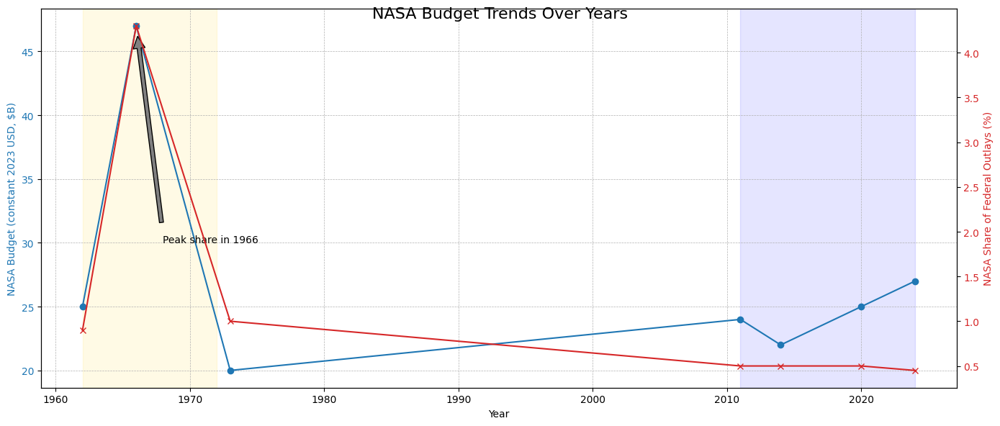 NASA Budget Trends Over Years
NASA Budget (constant 2023 USD, $B)
45
40
35
30
25
20
Peak share in 1966
4.0
3.5
3.0
2.5
2.0
1.5
1.0
0.5
NASA Share of Federal Outlays (%)
1960 1970 1980 1990 2000 2010 2020
Year